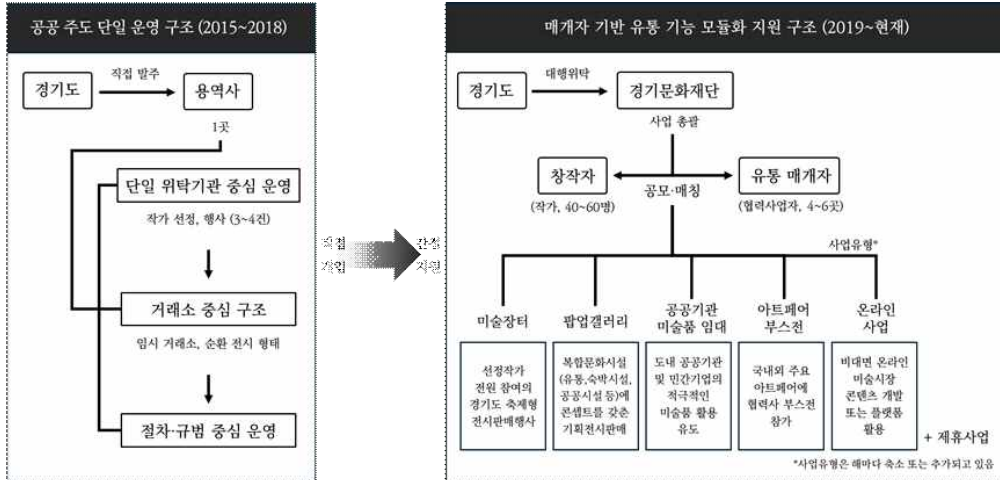 공공 주도 단일 운영 구조 (2015~2018)
경기도
직접 발주
용역사
1곳
단일 위탁기관 중심 운영
작가 선정, 행사 (3~4건)
거래소 중심 구조
임시 거래소, 순환 전시 형태
절차·규범 중심 운영
직접
개입
간접
지원
매개자 기반 유통 기능 모듈화 지원 구조 (2019~현재)
경기도
대행위탁
경기문화재단
사업 총괄
창작자
공모·매칭
유통 매개자
(작가, 40~60명)
(협력사업자, 4~6곳)
사업유형*
미술장터
선정작가
전원 참여의
경기도 축제형
전시판매행사
팝업갤러리
복합문화시설
(유통,숙박시설,
공공시설 등)에
콘셉트를 갖춘
기획전시판매
공공기관
미술품 임대
도내 공공기관
및 민간기업의
적극적인
미술품 활용
유도
아트페어
부스전
국내외 주요
아트페어에
협력사 부스전
참가
온라인
사업
비대면 온라인
미술시장
콘텐츠 개발
또는 플랫폼
활용
+ 제휴사업
*사업유형은 해마다 축소 또는 추가되고 있음